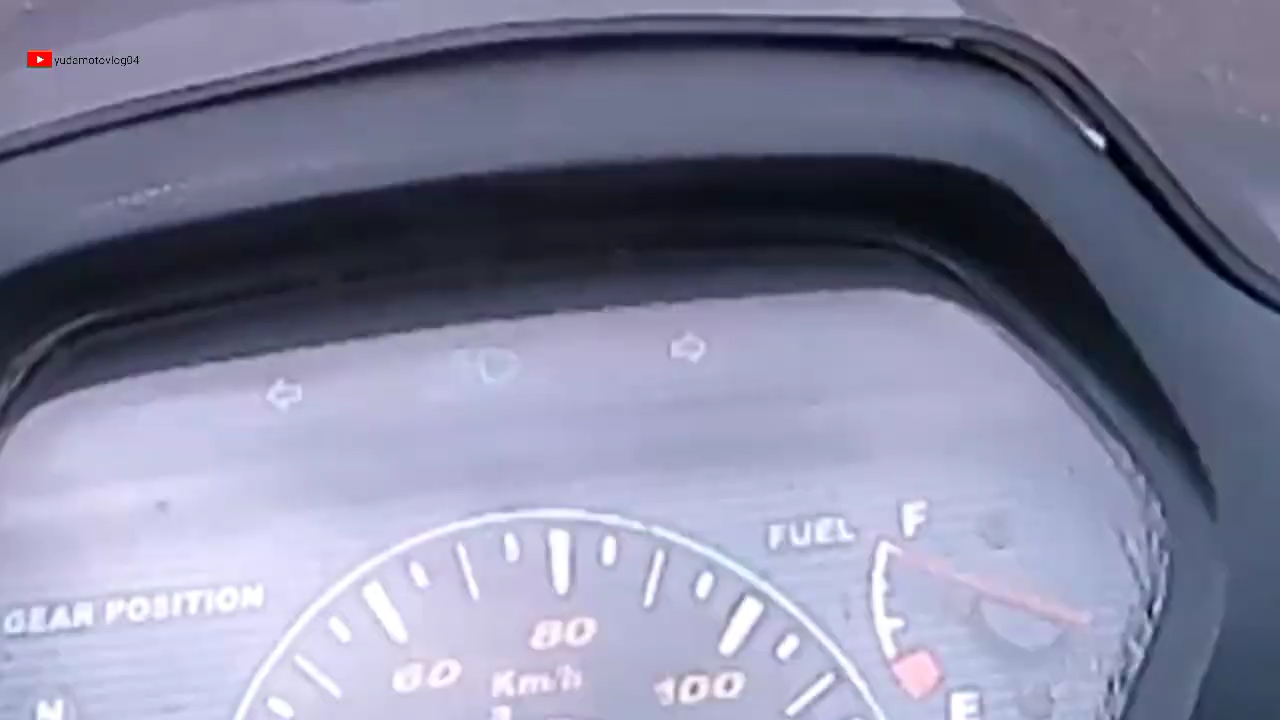 yudamotovlog04
FUEL F
GEAR POSITION
80
60 Km/h 100
N E